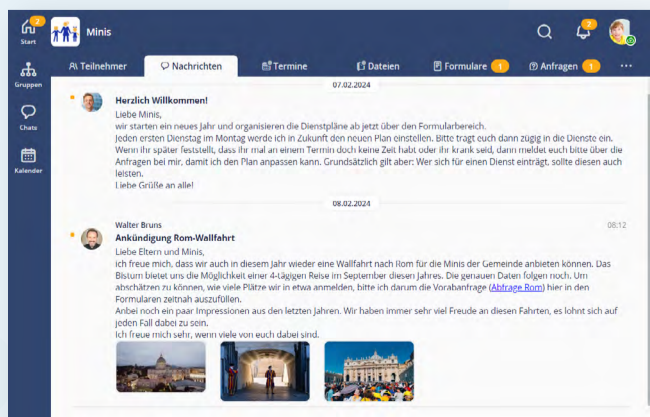 2
Start
Minis
2
Teilnehmer
Nachrichten
Termine
Dateien
Formulare 1
Anfragen 1
...
Gruppen
Chats
Kalender
07.02.2024
Herzlich Willkommen!
Liebe Minis,
wir starten ein neues Jahr und organisieren die Dienstpläne ab jetzt über den Formularbereich.
Jeden ersten Dienstag im Montag werde ich in Zukunft den neuen Plan einstellen. Bitte tragt euch dann zügig in die Dienste ein.
Wenn ihr später feststellt, dass ihr mal an einem Termin doch keine Zeit habt oder ihr krank seid, dann meldet euch bitte über die
Anfragen bei mir, damit ich den Plan anpassen kann. Grundsätzlich gilt aber: Wer sich für einen Dienst einträgt, sollte diesen auch
leisten.
Liebe Grüße an alle!
08.02.2024
Walter Bruns
08:12
Ankündigung Rom-Wallfahrt
Liebe Eltern und Minis,
ich freue mich, dass wir auch in diesem Jahr wieder eine Wallfahrt nach Rom für die Minis der Gemeinde anbieten können. Das
Bistum bietet uns die Möglichkeit einer 4-tägigen Reise im September diesen Jahres. Die genauen Daten folgen noch. Um
abschätzen zu können, wie viele Plätze wir in etwa anmelden, bitte ich darum die Vorabanfrage (Abfrage Rom) hier in den
Formularen zeitnah auszufüllen.
Anbei noch ein paar Impressionen aus den letzten Jahren. Wir haben immer sehr viel Freude an diesen Fahrten, es lohnt sich auf
jeden Fall dabei zu sein.
Ich freue mich sehr, wenn viele von euch dabei sind.